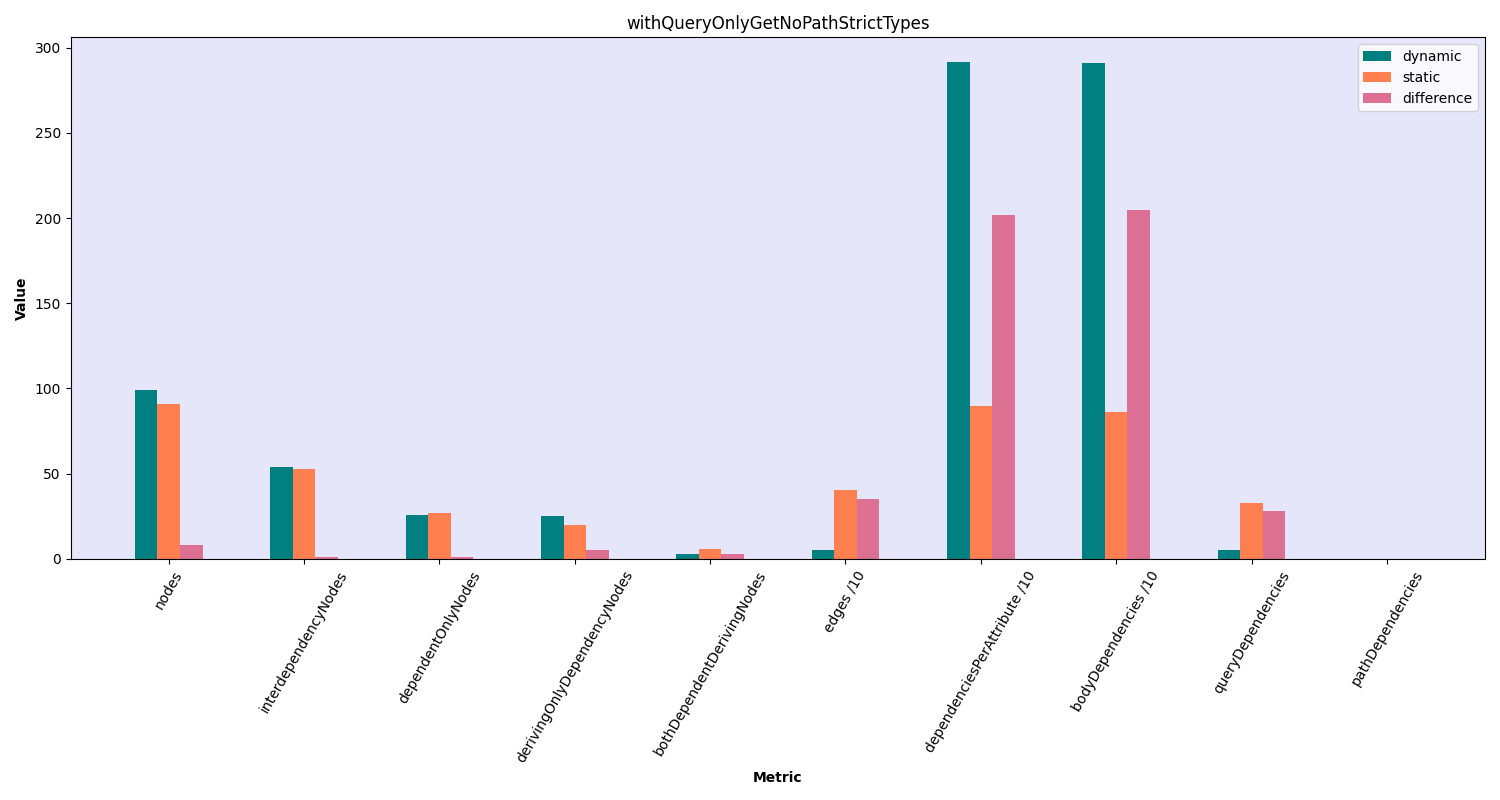 withQueryOnlyGetNoPathStrictTypes
300
250
200
150
100
50
0
Value
dynamic
static
difference
nodes
interdependencyNodes
dependentOnlyNodes
derivingOnlyDependencyNodes
bothDependentDerivingNodes
edges /10
dependenciesPerAttribute /10
bodyDependencies /10
queryDependencies
pathDependencies
Metric